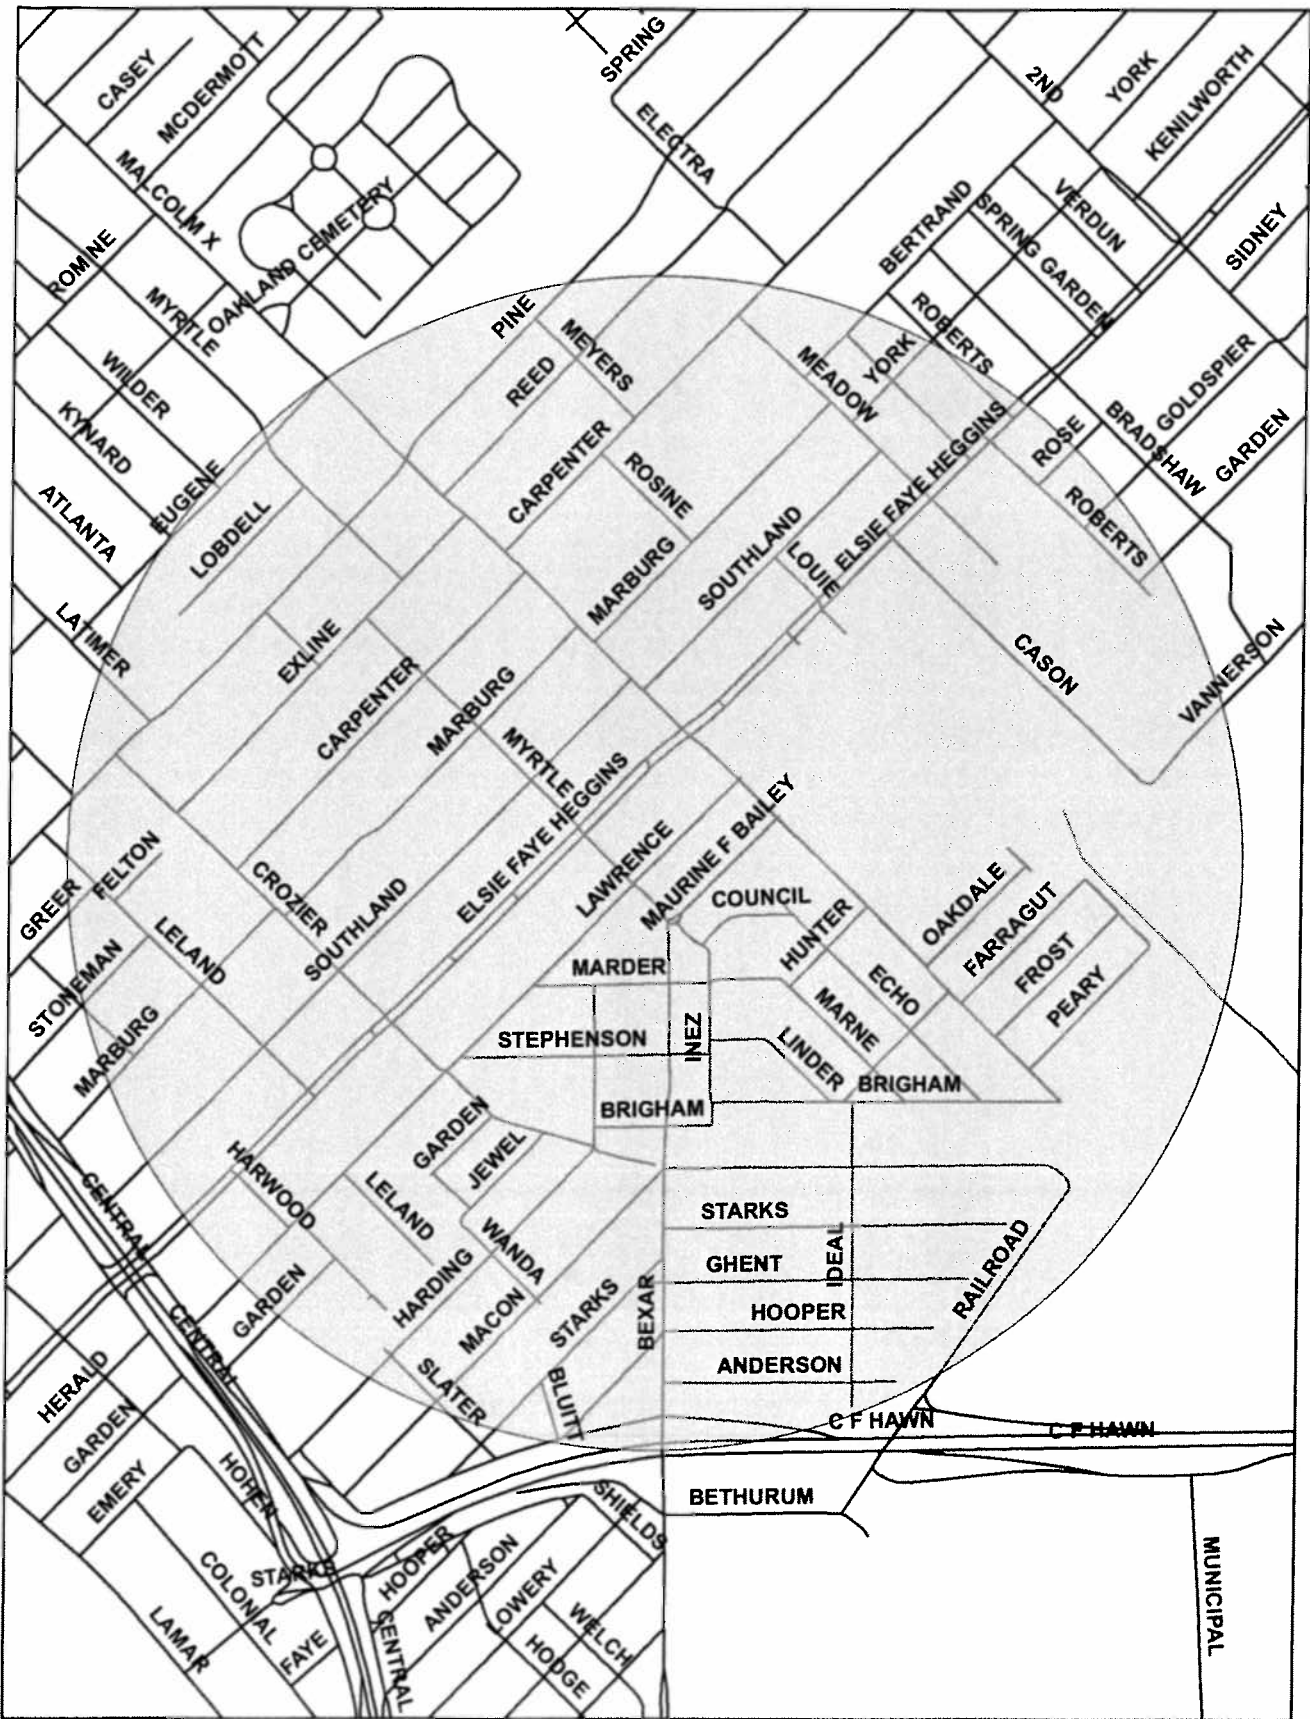 SPRING
CASEY
MCDERMOTT
2ND
YORK
KENILWORTH
ELECTRA
MALCOLM X
OAKLAND CEMETERY
BERTRAND
SPRING GARDEN
VERDUN
SIDNEY
ROMINE
MYRTLE
PINE
MEYERS
ROBERTS
YORK
MEADOW
REED
WILDER
KYNARD
GOLDSPIER
BRADSHAW
GARDEN
ROSE
CARPENTER
ROSINE
ELSIE FAYE HEGGINS
ATLANTA
EUGENE
LOBDELL
SOUTHLAND
LOUIE
ROBERTS
MARBURG
LATIMER
EXLINE
CARPENTER
MARBURG
CASON
VANNERSON
MYRTLE
ELSIE FAYE HEGGINS
MAURINE F BAILEY
LAWRENCE
FELTON
GREER
CROZIER
SOUTHLAND
COUNCIL
HUNTER
OAKDALE
FARRAGUT
FROST
PEARY
STONEMAN
LELAND
MARDER
ECHO
MARNE
MARBURG
STEPHENSON
INEZ
LINDER
BRIGHAM
BRIGHAM
GARDEN
JEWEL
HARWOOD
CENTRAL
LELAND
WANDA
STARKS
GHENT
IDEAL
RAILROAD
HARDING
GARDEN
MACON
STARKS
BEXAR
HOOPER
ANDERSON
CENTRAL
HERALD
SLATER
BLUITT
C F HAWN
C F HAWN
GARDEN
EMERY
HOHEN
BETHURUM
SHIELDS
STARKS
HOOPER
ANDERSON
LOWERY
COLONIAL
LAMAR
FAYE
CENTRAL
WELCH
HODGE
MUNICIPAL